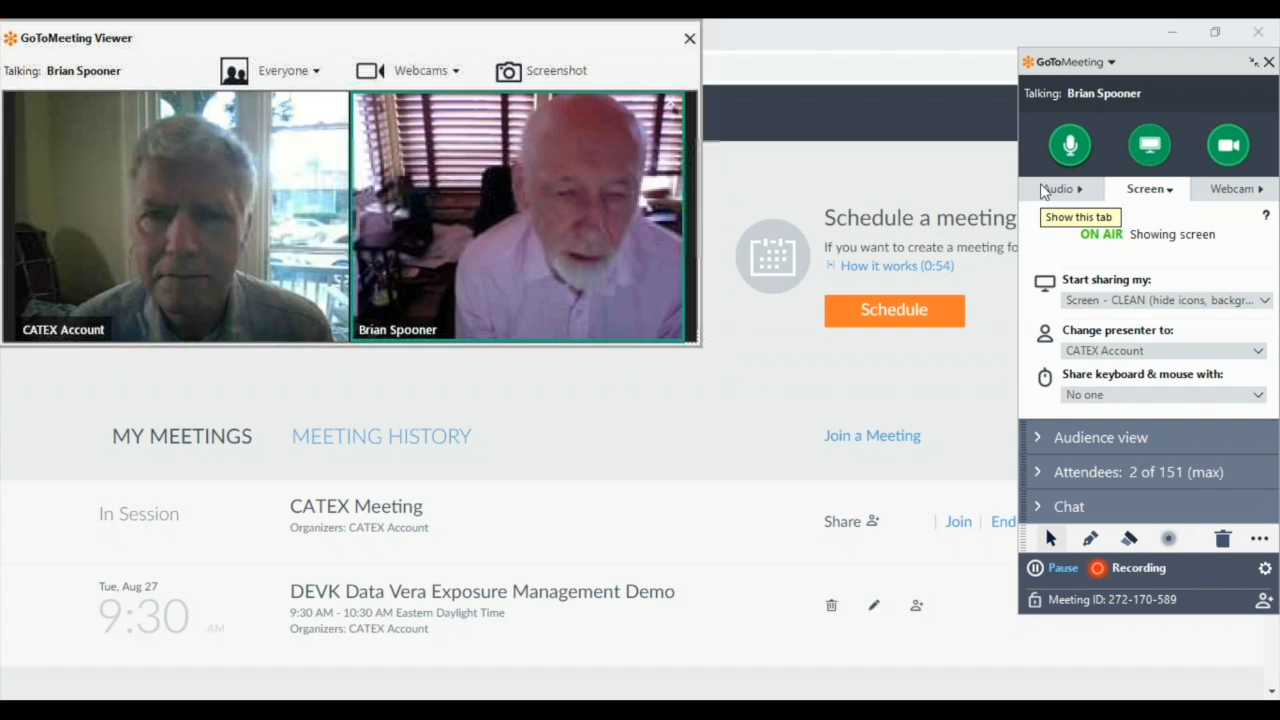 GoToMeeting Viewer
Talking: Brian Spooner
Everyone
Webcams
Screenshot
CATEX Account
Brian Spooner
GoToMeeting
Talking: Brian Spooner
Screen
Webcam
Show this tab
?
ON AIR Showing screen
Start sharing my:
Screen - CLEAN (hide icons, backgr...
Change presenter to:
CATEX Account
Share keyboard & mouse with:
No one
Audience view
Attendees: 2 of 151 (max)
Chat
Pause
Recording
Meeting ID: 272-170-589
Schedule a meeting
If you want to create a meeting fo
How it works (0:54)
Schedule
MY MEETINGS
MEETING HISTORY
Join a Meeting
In Session
CATEX Meeting
Organizers: CATEX Account
Share
Join
End
Tue, Aug 27
9:30 AM
DEVK Data Vera Exposure Management Demo
9:30 AM - 10:30 AM Eastern Daylight Time
Organizers: CATEX Account